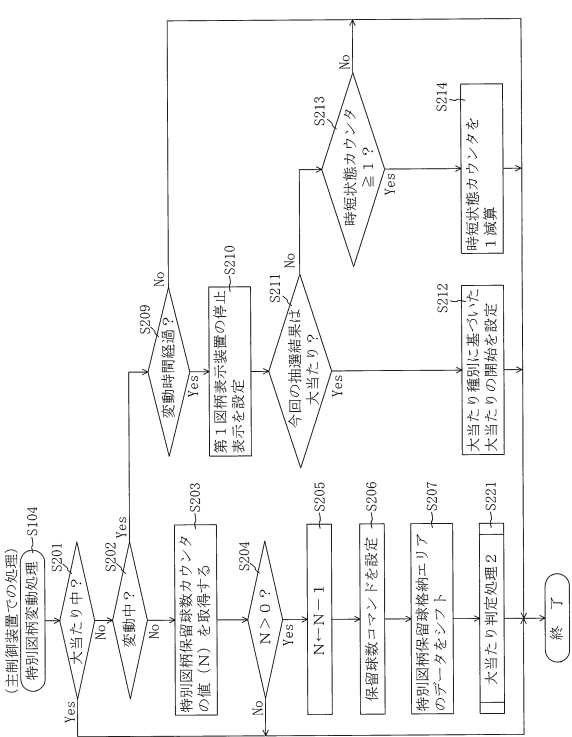 (主制御装置での処理)
特別図柄変動処理
S104
大当たり中?
S201
Yes
No
変動中?
S202
Yes
No
特別図柄保留球数カウンタ
の値(N)を取得する
S203
N>0?
S204
No
Yes
N←N-1
S205
保留球数コマンドを設定
S206
特別図柄保留球格納エリア
のデータをシフト
S207
大当たり判定処理2
S221
変動時間経過?
S209
No
Yes
第1図柄表示装置の停止
表示を設定
S210
今回の抽選結果は
大当たり?
S211
No
Yes
大当たり種別に基づいた
大当たりの開始を設定
S212
時短状態カウンタ
≧1?
S213
No
Yes
時短状態カウンタを
1減算
S214
終了